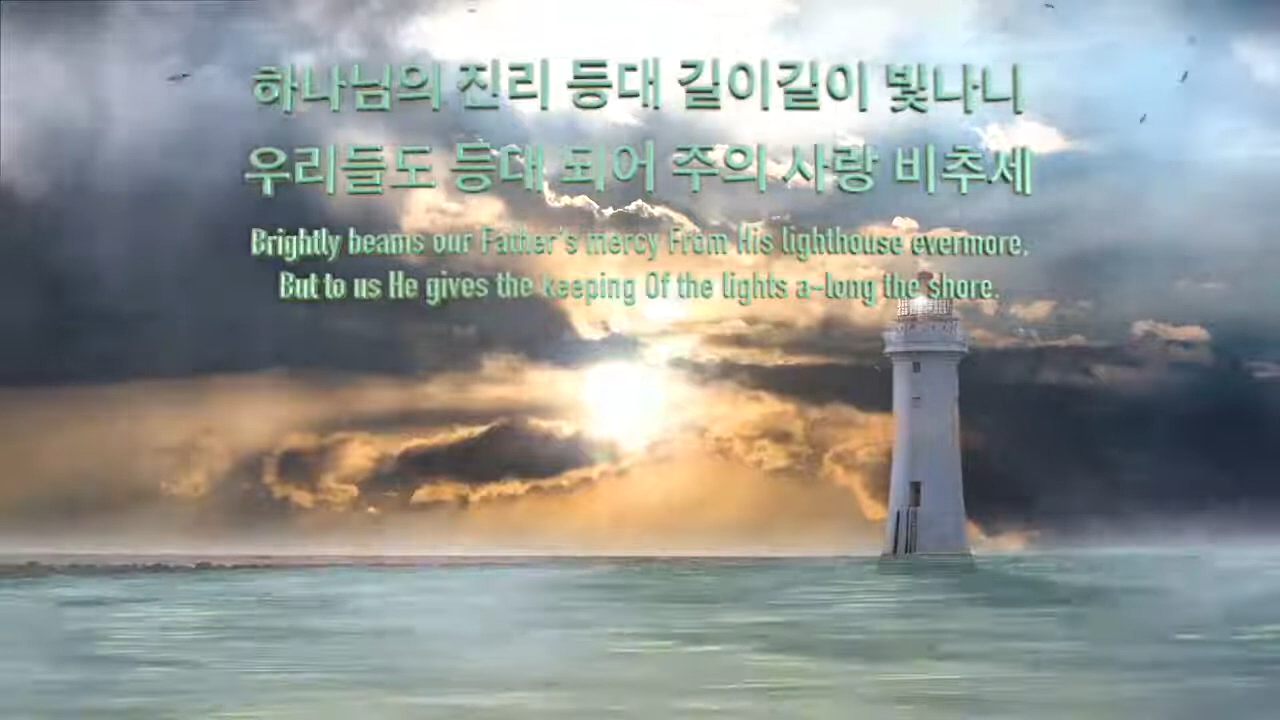 하나님의 진리 등대 길이길이 빛나니
우리들도 등대 되어 주의 사랑 비추세
Brightly beams our Father's mercy From His lighthouse evermore,
But to us He gives the keeping Of the lights a-long the shore.